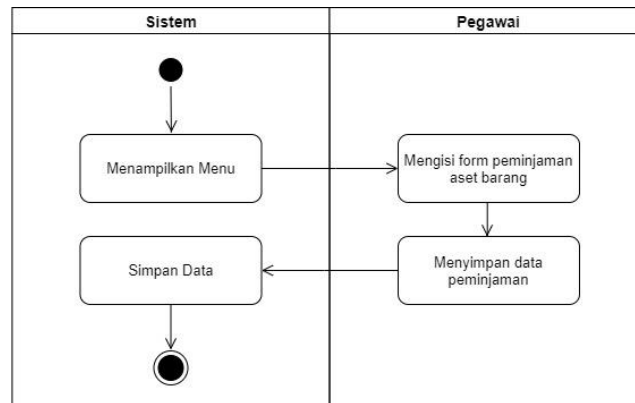 Sistem
Pegawai
Menampilkan Menu
Mengisi form peminjaman
aset barang
Menyimpan data
peminjaman
Simpan Data